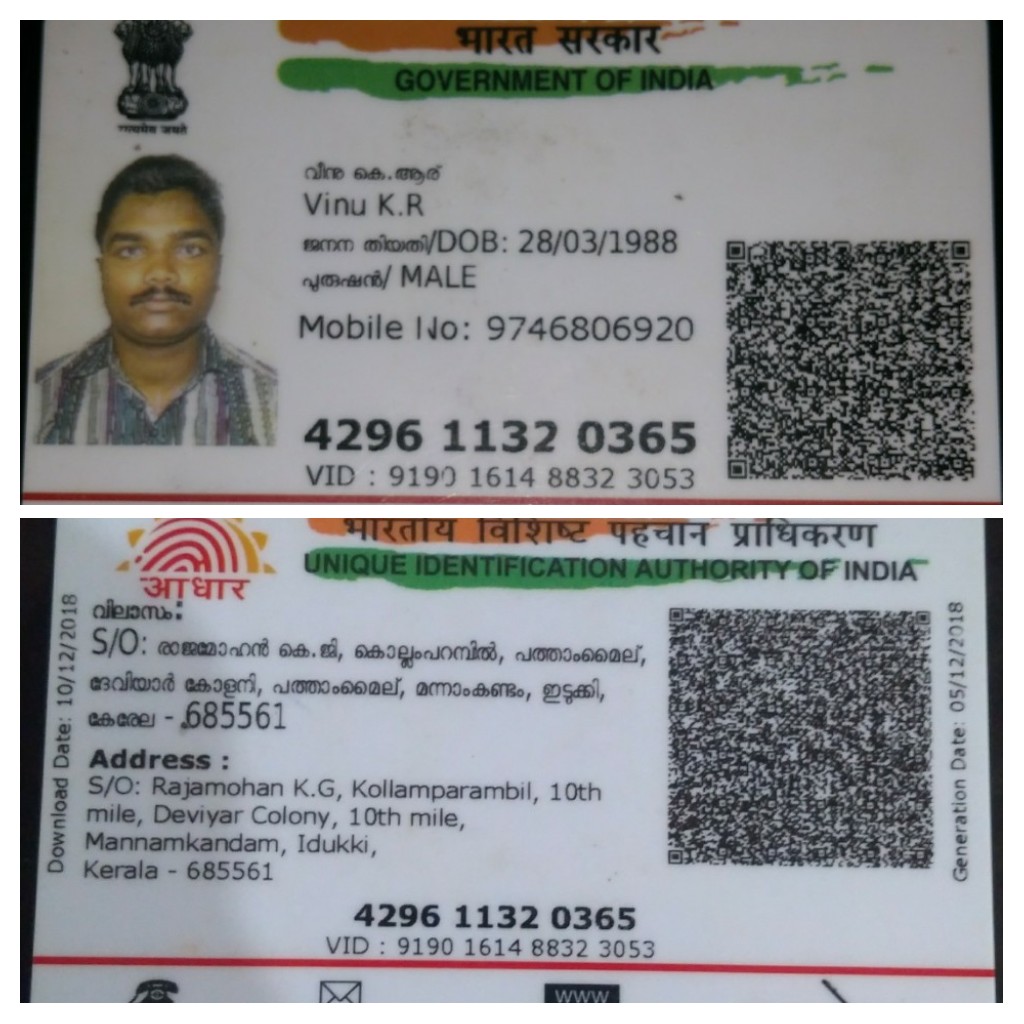 भारत सरकार
GOVERNMENT OF INDIA
सत्यमेव जयते
വീനു കെ.ആര്
Vinu K.R
ജനന തിയതി/DOB: 28/03/1988
പുരുഷൻ/ MALE
Mobile No: 9746806920
4296 1132 0365
VID : 9190 1614 8832 3053
भारतीय विशिष्ट पहचान प्राधिकरण
UNIQUE IDENTIFICATION AUTHORITY OF INDIA
आधार
Download Date: 10/12/2018
വിലാസം:
S/O: രാജമോഹൻ കെ.ജി, കൊല്ലംപറമ്പിൽ, പത്താംമൈല്,
ദേവിയാർ കോളനി, പത്താംമൈല്, മന്നാംകണ്ടം, ഇടുക്കി,
കേരേല - 685561
Address :
S/O: Rajamohan K.G, Kollamparambil, 10th
mile, Deviyar Colony, 10th mile,
Mannamkandam, Idukki,
Kerala - 685561
Generation Date: 05/12/2018
4296 1132 0365
VID : 9190 1614 8832 3053
WWW